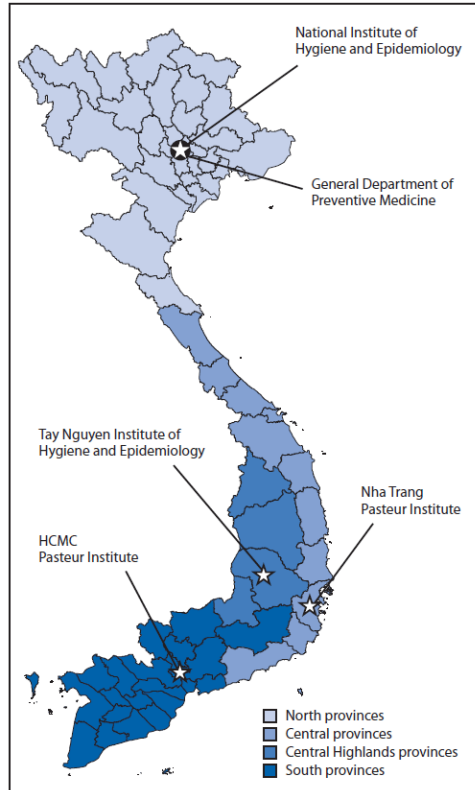 National Institute of
Hygiene and Epidemiology
General Department of
Preventive Medicine
Tay Nguyen Institute of
Hygiene and Epidemiology
Nha Trang
Pasteur Institute
HCMC
Pasteur Institute
North provinces
Central provinces
Central Highlands provinces
South provinces